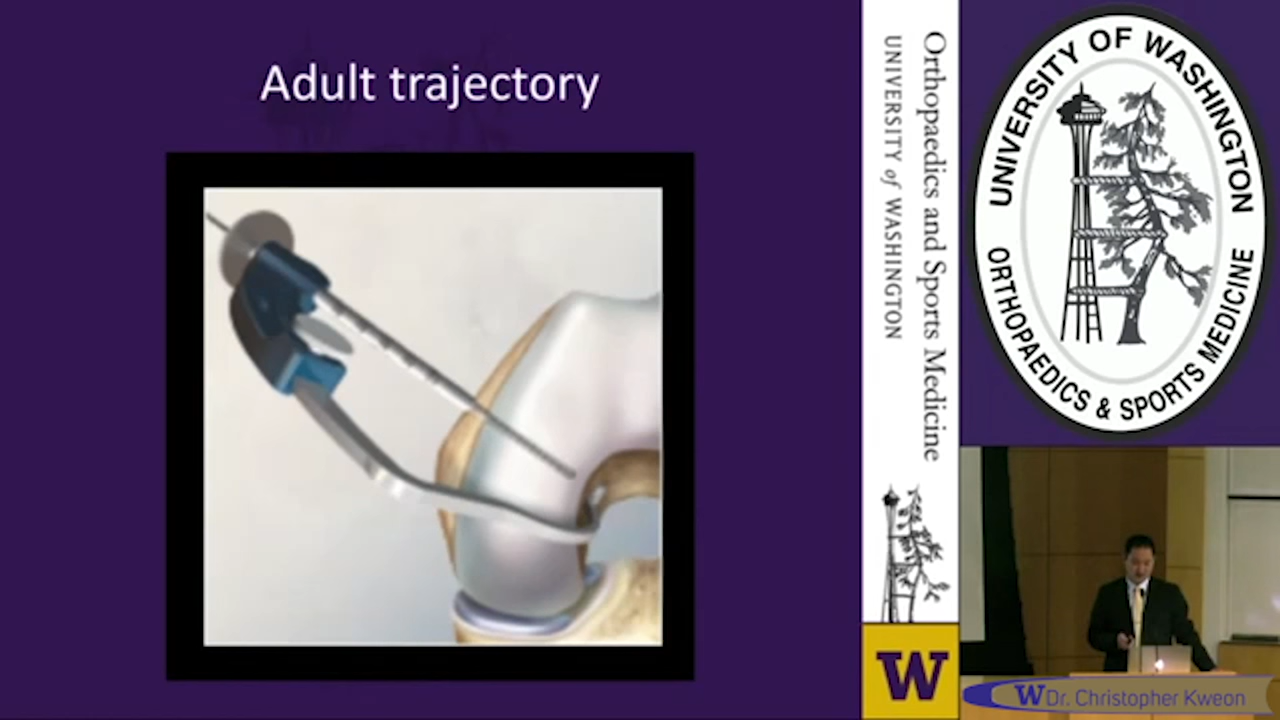 Adult trajectory
Orthopaedics and Sports Medicine
UNIVERSITY of WASHINGTON
W
UNIVERSITY OF WASHINGTON
ORTHOPAEDICS & SPORTS MEDICINE
W Dr. Christopher Kweon